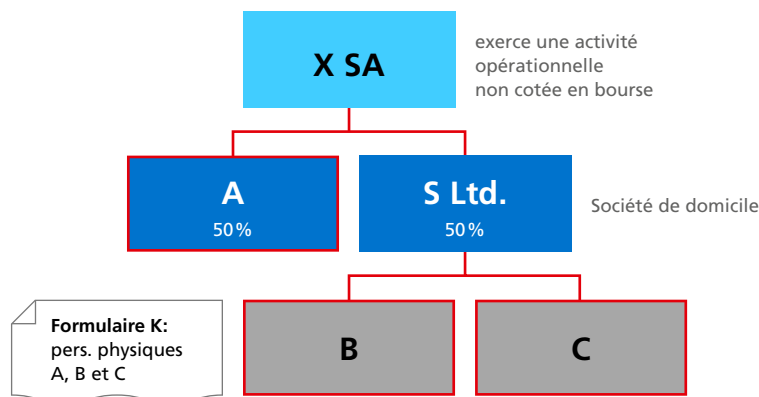 X SA
exerce une activité
opérationnelle
non cotée en bourse
A
50%
S Ltd.
50%
Société de domicile
Formulaire K:
pers. physiques
A, B et C
B
C